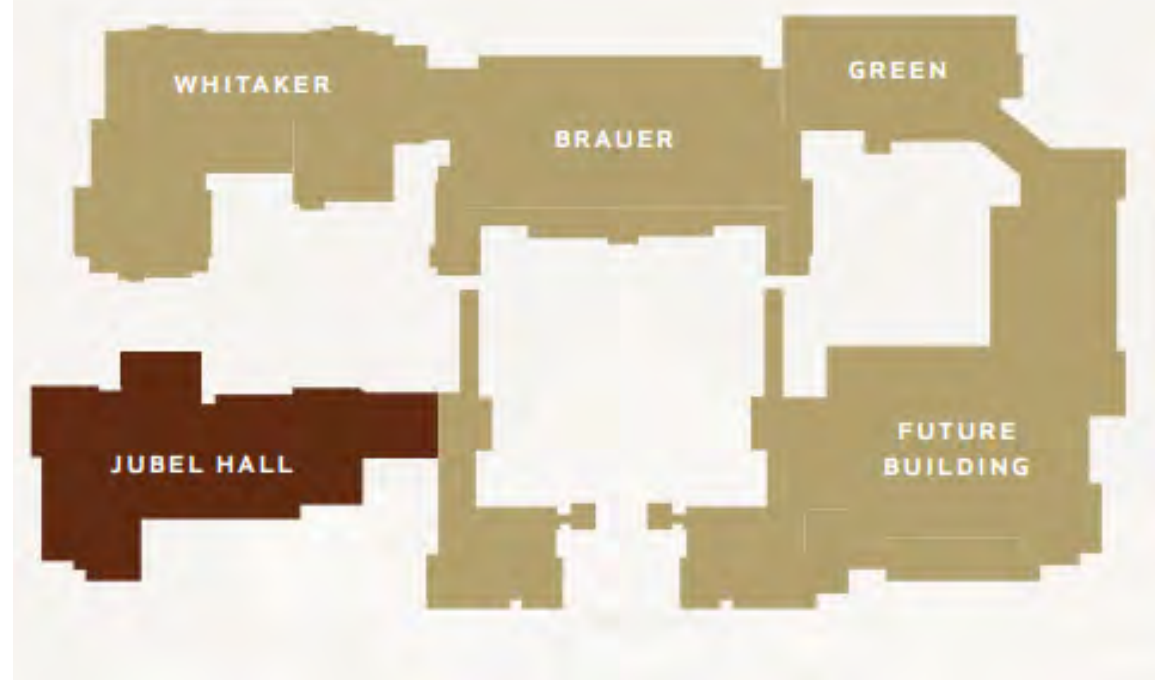 WHITAKER
BRAUER
GREEN
JUBEL HALL
FUTURE
BUILDING